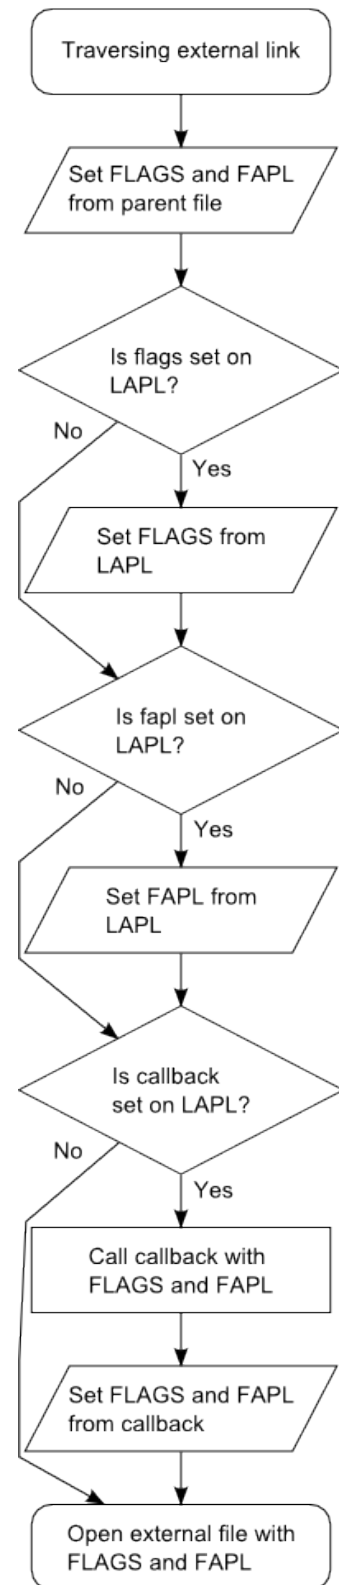 Traversing external link
Set FLAGS and FAPL
from parent file
Is flags set on
LAPL?
No
Yes
Set FLAGS from
LAPL
Is fapl set on
LAPL?
No
Yes
Set FAPL from
LAPL
Is callback
set on LAPL?
No
Yes
Call callback with
FLAGS and FAPL
Set FLAGS and FAPL
from callback
Open external file with
FLAGS and FAPL